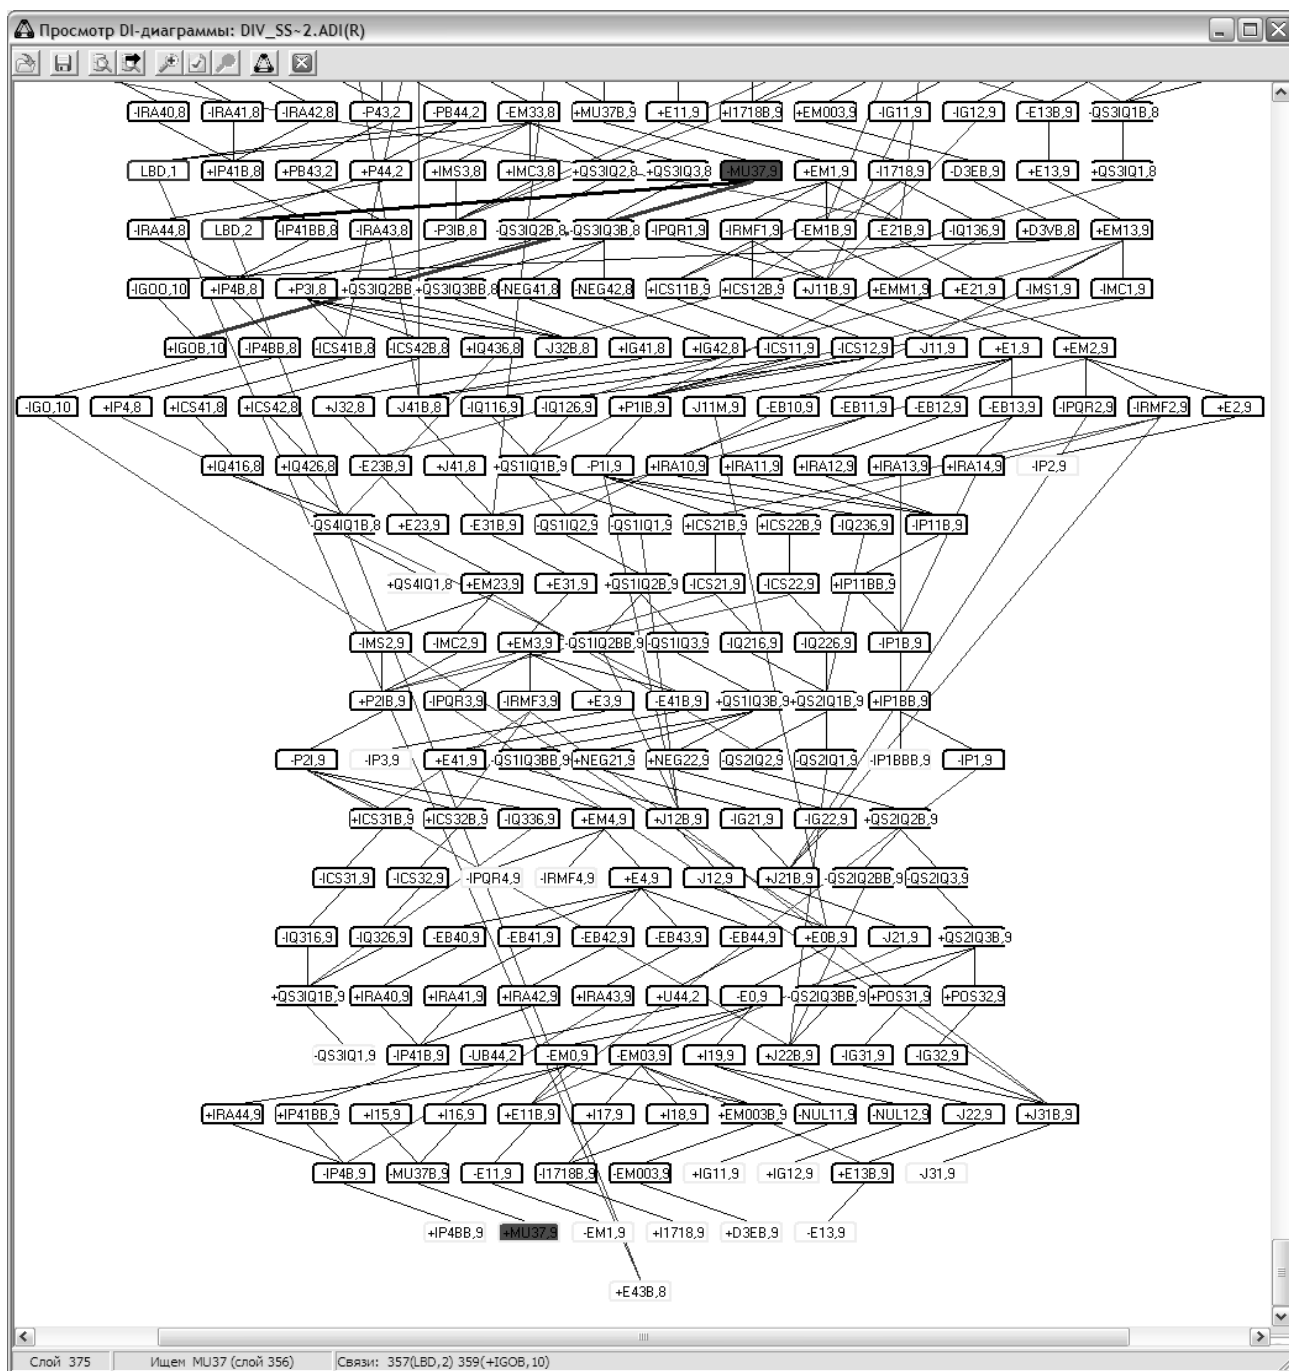 Просмотр DI-диаграммы: DIV_SS~2.ADI(R)
-IRA40,8 -IRA41,8 -IRA42,8 -P43,2 -PB44,2 -EM33,8 +MU37B,9 +E11,9 +I1718B,9 +EM003,9 -IG11,9 -IG12,9 -E13B,9 -QS3IQ1B,8
LBD,1 +IP41B,8 +PB43,2 +P44,2 +IMS3,8 +IMC3,8 +QS3IQ2,8 +QS3IQ3,8 -MU37,9 +EM1,9 -I1718,9 -D3EB,9 +E13,9 +QS3IQ1,8
-IRA44,8 LBD,2 -IP41BB,8 -IRA43,8 -P3IB,8 -QS3IQ2B,8 -QS3IQ3B,8 -IPQR1,9 -IRMF1,9 -EM1B,9 -E21B,9 -IQ136,9 +D3VB,8 +EM13,9
-IGOO,10 +IP4B,8 +P3I,8 +QS3IQ2BB +QS3IQ3BB,8 -NEG41,8 -NEG42,8 +ICS11B,9 +ICS12B,9 +J11B,9 +EMM1,9 +E21,9 -IMS1,9 -IMC1,9
+IGOB,10 -IP4BB,8 -ICS41B,8 -ICS42B,8 +IQ436,8 -J32B,8 +IG41,8 +IG42,8 -ICS11,9 -ICS12,9 -J11,9 +E1,9 +EM2,9
-IGO,10 +IP4,8 +ICS41,8 +ICS42,8 +J32,8 -J41B,8 -IQ116,9 -IQ126,9 +P1IB,9 -J11M,9 -EB10,9 -EB11,9 -EB12,9 -EB13,9 -IPQR2,9 -IRMF2,9 +E2,9
+IQ416,8 +IQ426,8 -E23B,9 +J41,8 +QS1IQ1B,9 -P1I,9 +IRA10,9 +IRA11,9 +IRA12,9 +IRA13,9 +IRA14,9 -IP2,9
-QS4IQ1B,8 +E23,9 -E31B,9 -QS1IQ2,9 -QS1IQ1,9 +ICS21B,9 +ICS22B,9 -IQ236,9 -IP11B,9
+QS4IQ1,8 +EM23,9 +E31,9 +QS1IQ2B,9 -ICS21,9 -ICS22,9 +IP11BB,9
-IMS2,9 -IMC2,9 +EM3,9 -QS1IQ2BB,9 -QS1IQ3,9 -IQ216,9 -IQ226,9 -IP1B,9
+P2IB,9 -IPQR3,9 -IRMF3,9 +E3,9 -E41B,9 +QS1IQ3B,9 +QS2IQ1B,9 +IP1BB,9
-P2I,9 -IP3,9 +E41,9 -QS1IQ3BB,9 +NEG21,9 +NEG22,9 -QS2IQ2,9 -QS2IQ1,9 -IP1BBB,9 -IP1,9
+ICS31B,9 +ICS32B,9 -IQ336,9 +EM4,9 +J12B,9 -IG21,9 -IG22,9 +QS2IQ2B,9
-ICS31,9 -ICS32,9 -IPQR4,9 -IRMF4,9 +E4,9 -J12,9 +J21B,9 -QS2IQ2BB,9 -QS2IQ3,9
-IQ316,9 -IQ326,9 -EB40,9 -EB41,9 -EB42,9 -EB43,9 -EB44,9 +E0B,9 -J21,9 +QS2IQ3B,9
+QS3IQ1B,9 +IRA40,9 +IRA41,9 +IRA42,9 +IRA43,9 +U44,2 -E0,9 -QS2IQ3BB,9 +POS31,9 +POS32,9
-QS3IQ1,9 -IP41B,9 -UB44,2 -EM0,9 -EM03,9 +I19,9 +J22B,9 -IG31,9 -IG32,9
+IRA44,9 +IP41BB,9 +I15,9 +I16,9 +E11B,9 +I17,9 +I18,9 +EM003B,9 -NUL11,9 -NUL12,9 -J22,9 +J31B,9
-IP4B,9 -MU37B,9 -E11,9 -I1718B,9 -EM003,9 +IG11,9 +IG12,9 +E13B,9 -J31,9
+IP4BB,9 +MU37,9 -EM1,9 +I1718,9 +D3EB,9 -E13,9
+E43B,8
Слой 375 Ищем MU37 (слой 356) Связи: 357(LBD,2) 359(+IGOB,10)